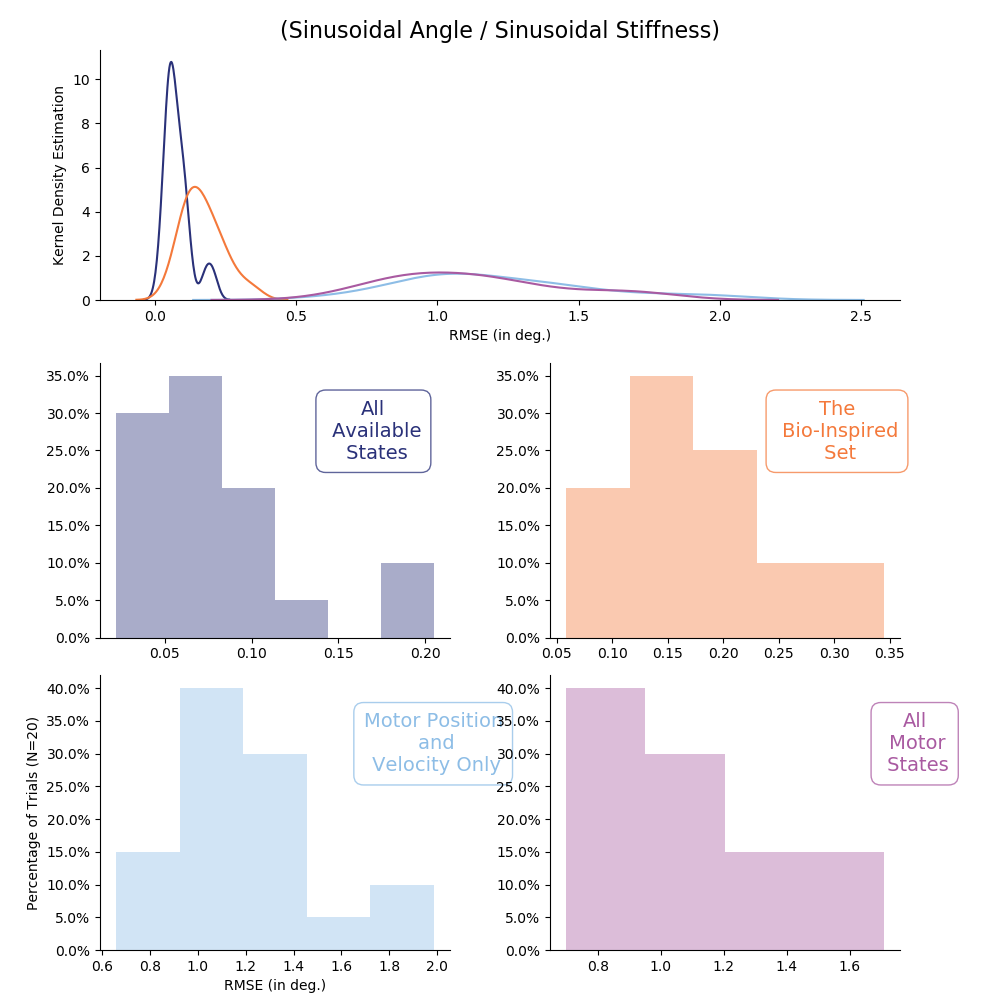 (Sinusoidal Angle / Sinusoidal Stiffness)
Kernel Density Estimation
10
8
6
4
2
0
0.0 0.5 1.0 1.5 2.0 2.5
RMSE (in deg.)
35.0%
30.0%
25.0%
20.0%
15.0%
10.0%
5.0%
0.0%
0.05 0.10 0.15 0.20
All
Available
States
35.0%
30.0%
25.0%
20.0%
15.0%
10.0%
5.0%
0.0%
0.05 0.10 0.15 0.20 0.25 0.30 0.35
The
Bio-Inspired
Set
Percentage of Trials (N=20)
40.0%
35.0%
30.0%
25.0%
20.0%
15.0%
10.0%
5.0%
0.0%
0.6 0.8 1.0 1.2 1.4 1.6 1.8 2.0
RMSE (in deg.)
Motor Position
and
Velocity Only
40.0%
35.0%
30.0%
25.0%
20.0%
15.0%
10.0%
5.0%
0.0%
0.8 1.0 1.2 1.4 1.6
All
Motor
States